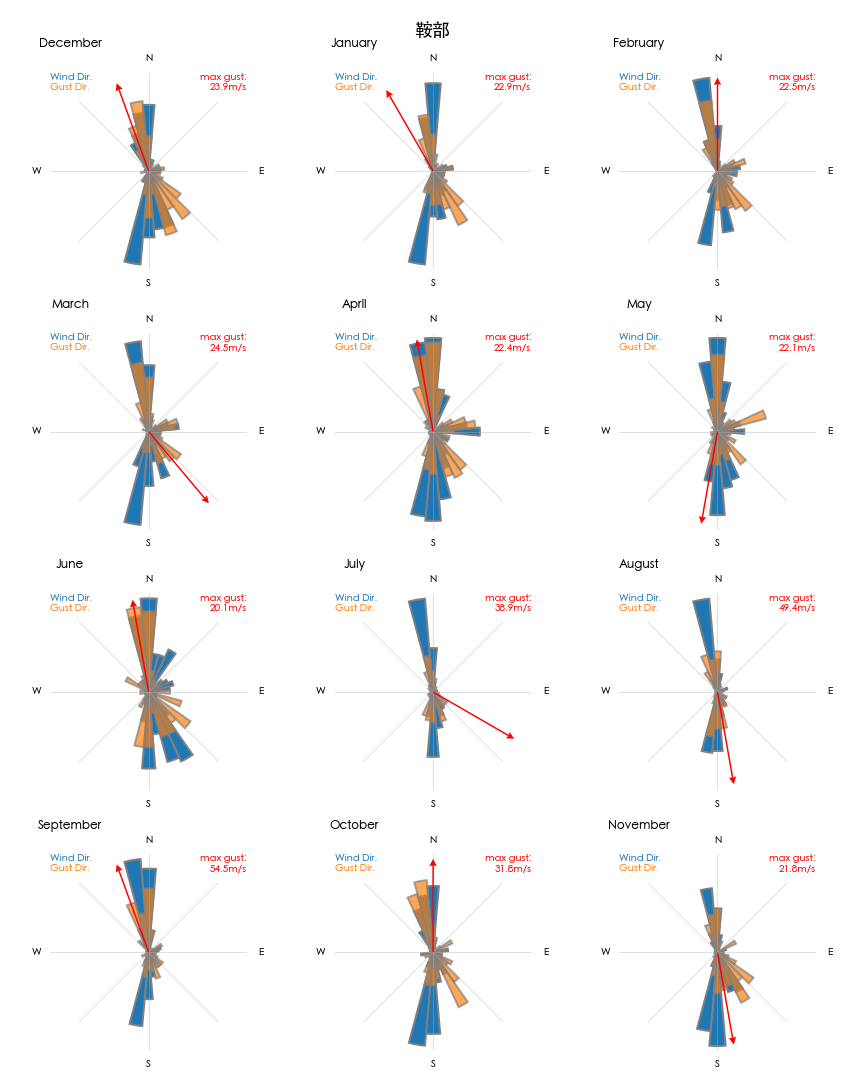 鞍部
December
N
Wind Dir.
Gust Dir.
max gust:
23.9m/s
W
E
S
January
N
Wind Dir.
Gust Dir.
max gust:
22.9m/s
W
E
S
February
N
Wind Dir.
Gust Dir.
max gust:
22.5m/s
W
E
S
March
N
Wind Dir.
Gust Dir.
max gust:
24.5m/s
W
E
S
April
N
Wind Dir.
Gust Dir.
max gust:
22.4m/s
W
E
S
May
N
Wind Dir.
Gust Dir.
max gust:
22.1m/s
W
E
S
June
N
Wind Dir.
Gust Dir.
max gust:
20.1m/s
W
E
S
July
N
Wind Dir.
Gust Dir.
max gust:
38.9m/s
W
E
S
August
N
Wind Dir.
Gust Dir.
max gust:
49.4m/s
W
E
S
September
N
Wind Dir.
Gust Dir.
max gust:
54.5m/s
W
E
S
October
N
Wind Dir.
Gust Dir.
max gust:
31.8m/s
W
E
S
November
N
Wind Dir.
Gust Dir.
max gust:
21.8m/s
W
E
S